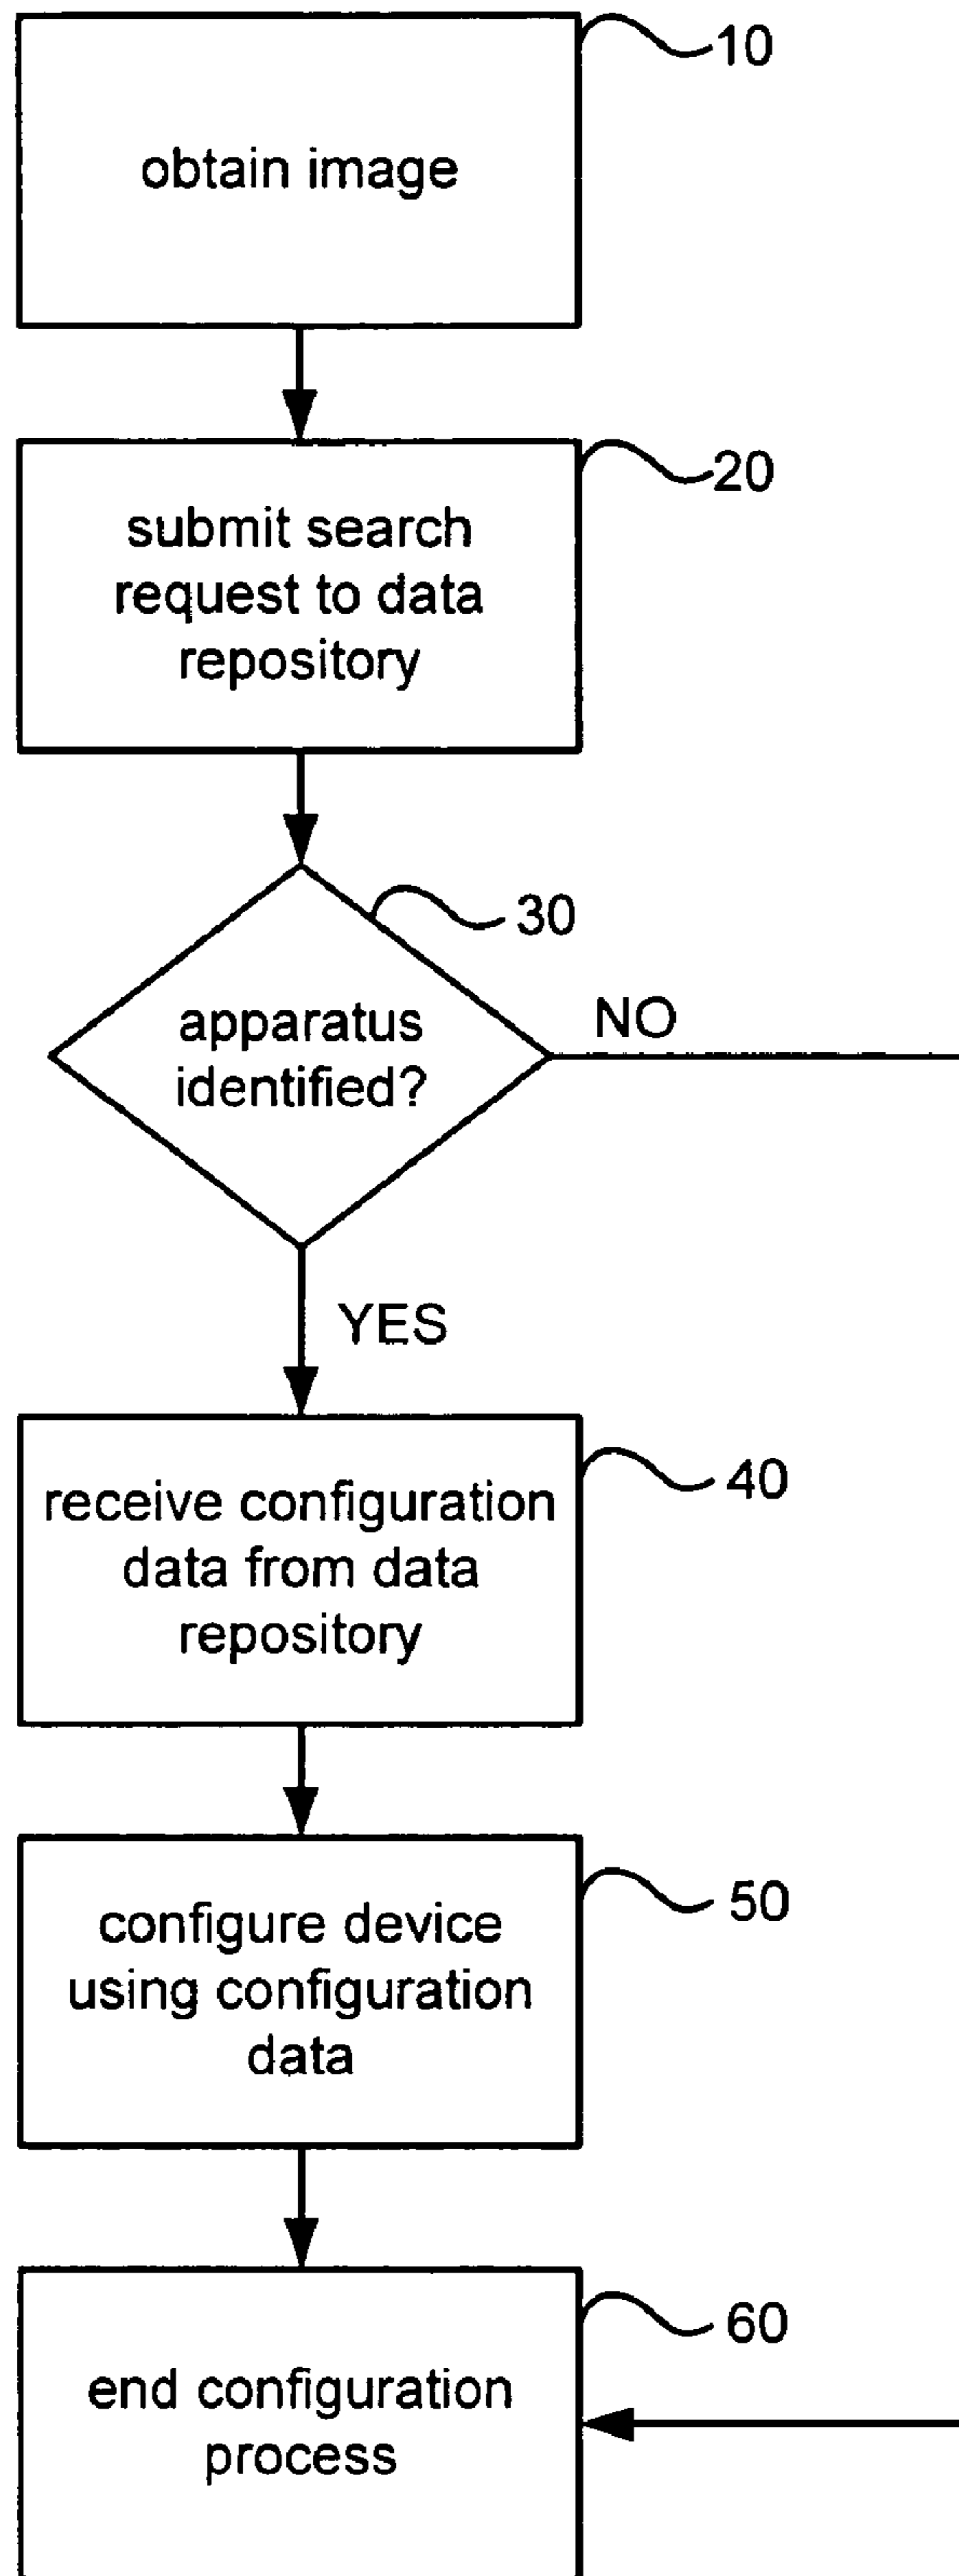 10
obtain image
20
submit search
request to data
repository
30
apparatus
identified?
NO
YES
40
receive configuration
data from data
repository
50
configure device
using configuration
data
60
end configuration
process